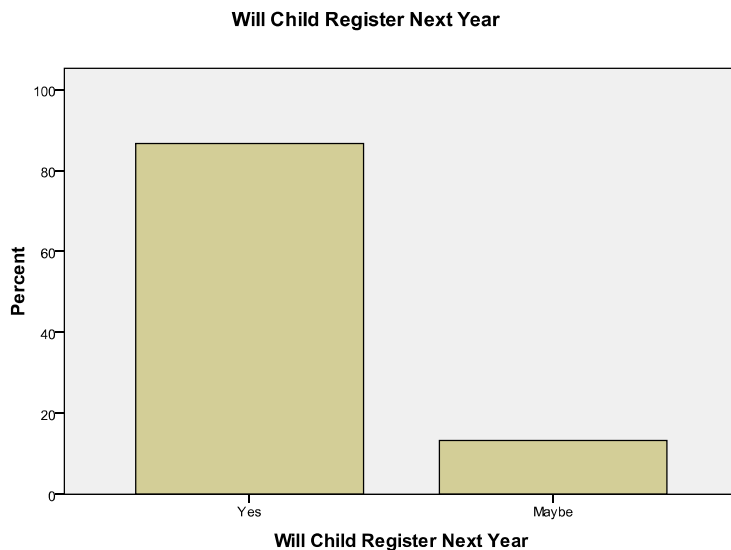 Will Child Register Next Year
100
80
60
40
20
0
Percent
Yes Maybe
Will Child Register Next Year